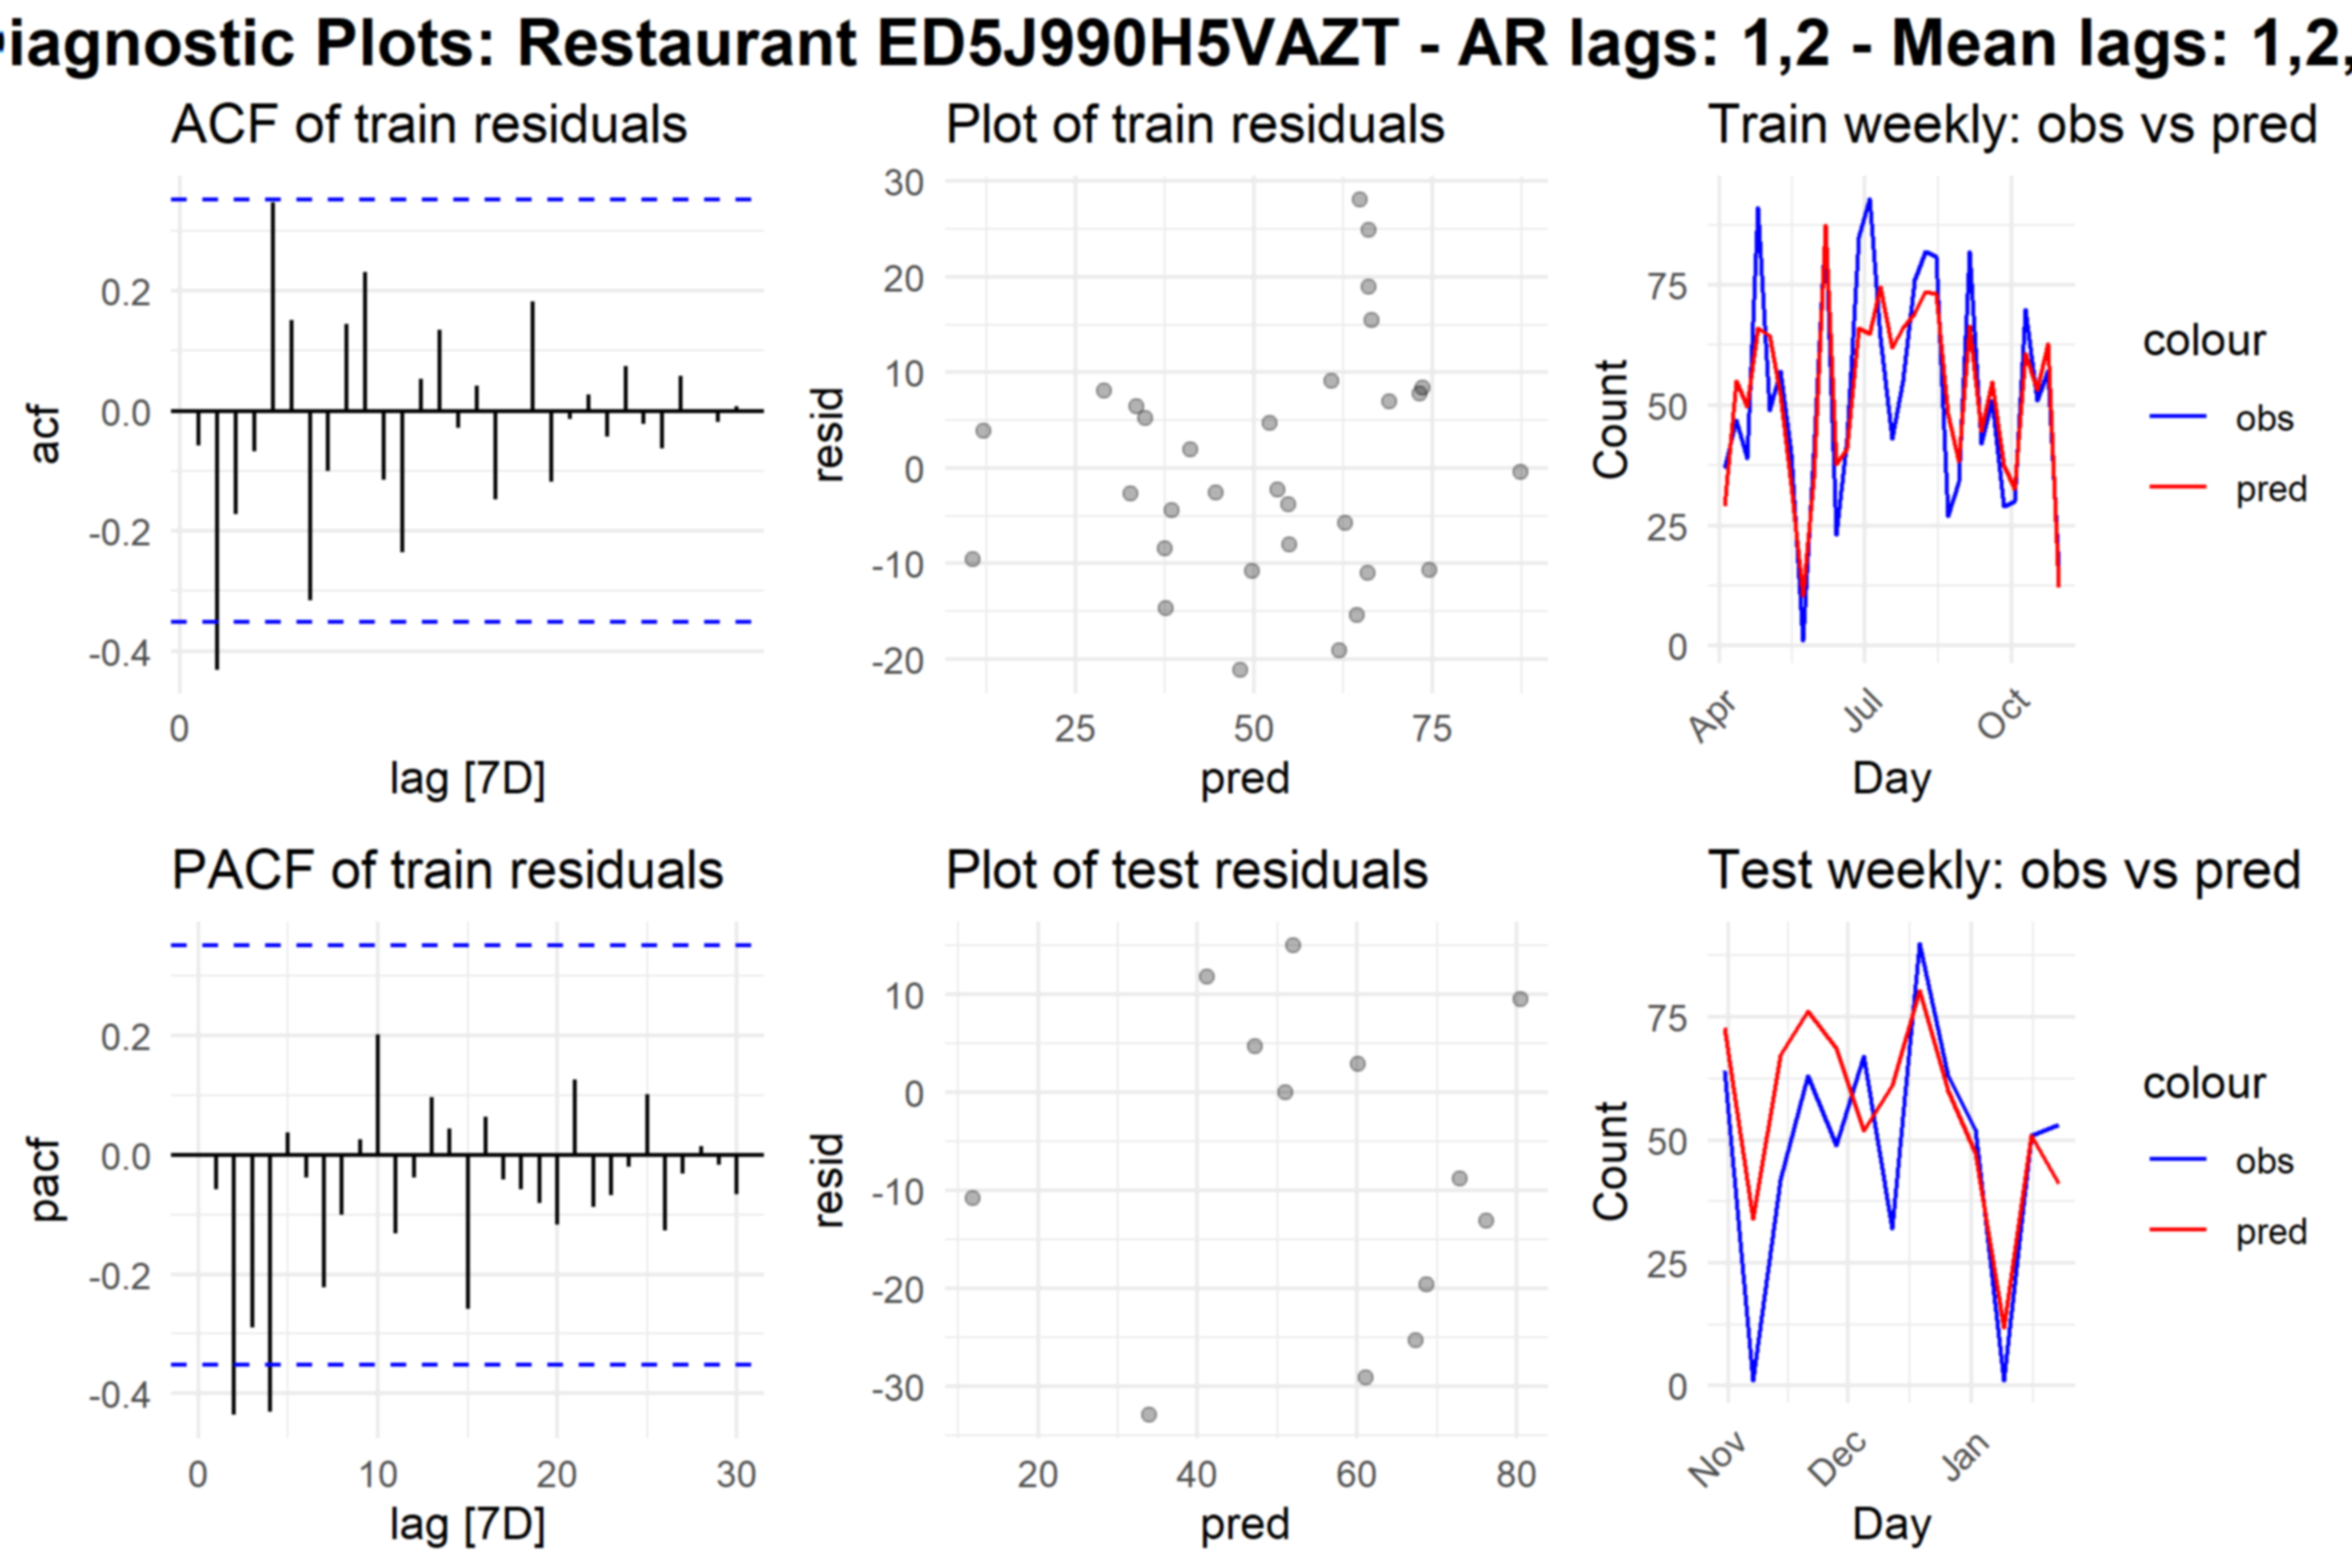 iagnostic Plots: Restaurant ED5J990H5VAZT - AR lags: 1,2 - Mean lags: 1,2,
ACF of train residuals
0.2
0.0
-0.2
-0.4
acf
0
lag [7D]
Plot of train residuals
30
20
10
0
-10
-20
resid
25 50 75
pred
Train weekly: obs vs pred
75
50
25
0
Count
Apr Jul Oct
Day
colour
obs
pred
PACF of train residuals
0.2
0.0
-0.2
-0.4
pacf
0 10 20 30
lag [7D]
Plot of test residuals
10
0
-10
-20
-30
resid
20 40 60 80
pred
Test weekly: obs vs pred
75
50
25
0
Count
Nov Dec Jan
Day
colour
obs
pred